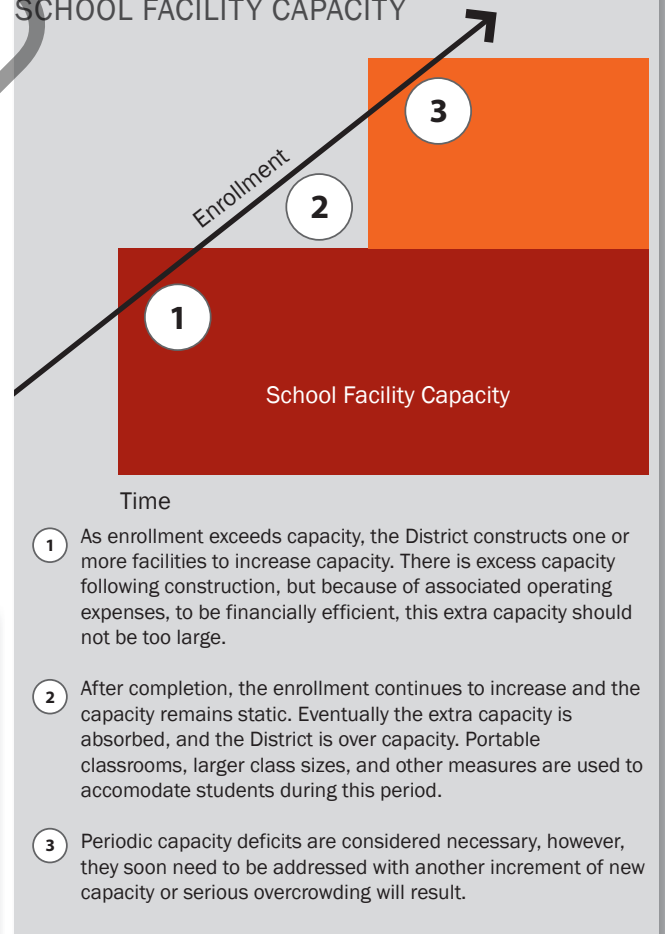 SCHOOL FACILITY CAPACITY
3
Enrollment
2
1
School Facility Capacity
Time
1
As enrollment exceeds capacity, the District constructs one or
more facilities to increase capacity. There is excess capacity
following construction, but because of associated operating
expenses, to be financially efficient, this extra capacity should
not be too large.
2
After completion, the enrollment continues to increase and the
capacity remains static. Eventually the extra capacity is
absorbed, and the District is over capacity. Portable
classrooms, larger class sizes, and other measures are used to
accomodate students during this period.
3
Periodic capacity deficits are considered necessary, however,
they soon need to be addressed with another increment of new
capacity or serious overcrowding will result.